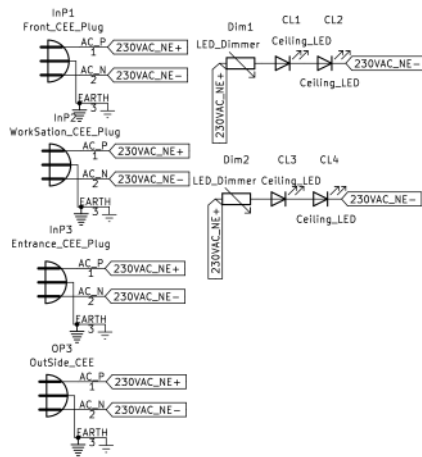 InP1
Front_CEE_Plug
AC_P
1
230VAC_NE+
AC_N
2
230VAC_NE-
EARTH
3
InP2
WorkSation_CEE_Plug
AC_P
1
230VAC_NE+
AC_N
2
230VAC_NE-
EARTH
3
InP3
Entrance_CEE_Plug
AC_P
1
230VAC_NE+
AC_N
2
230VAC_NE-
EARTH
3
OP3
OutSide_CEE
AC_P
1
230VAC_NE+
AC_N
2
230VAC_NE-
EARTH
3
Dim1
LED_Dimmer
CL1
Ceiling_LED
CL2
Ceiling_LED
230VAC_NE-
230VAC_NE+
Dim2
LED_Dimmer
CL3
Ceiling_LED
CL4
Ceiling_LED
230VAC_NE-
230VAC_NE+